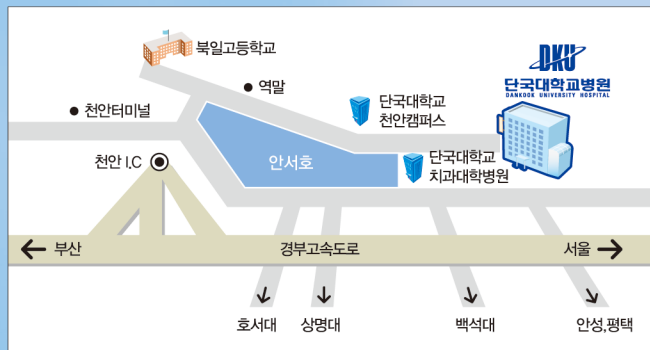 DKU
단국대학교병원
DANKOOK UNIVERSITY HOSPITAL
북일고등학교
역말
천안터미널
단국대학교
천안캠퍼스
천안 I.C
안서호
단국대학교
치과대학병원
부산
경부고속도로
서울
호서대
상명대
백석대
안성,평택